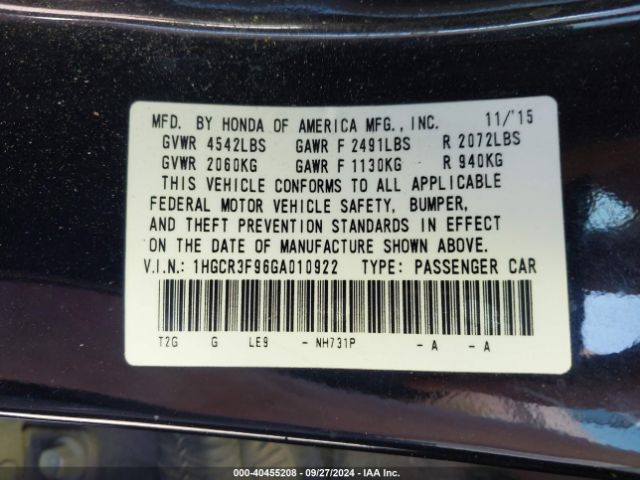 MFD. BY HONDA OF AMERICA MFG., INC. 11/'15
GVWR 4542LBS GAWR F 2491LBS R 2072LBS
GVWR 2060KG GAWR F 1130KG R 940KG
THIS VEHICLE CONFORMS TO ALL APPLICABLE
FEDERAL MOTOR VEHICLE SAFETY, BUMPER,
AND THEFT PREVENTION STANDARDS IN EFFECT
ON THE DATE OF MANUFACTURE SHOWN ABOVE.
V.I.N.: 1HGCR3F96GA010922 TYPE: PASSENGER CAR
T2G G LE9 - NH731P - A - A
000-40455208 - 09/27/2024 - IAA Inc.